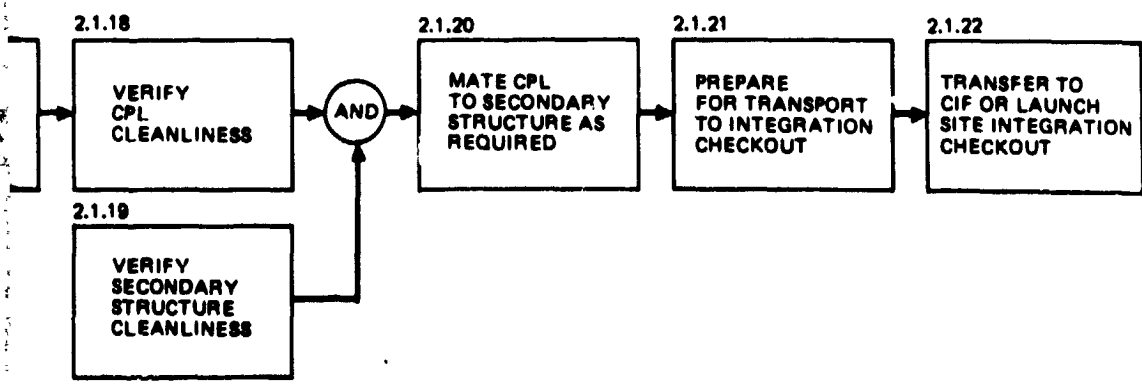 2.1.18
VERIFY
CPL
CLEANLINESS
AND
2.1.20
MATE CPL
TO SECONDARY
STRUCTURE AS
REQUIRED
2.1.21
PREPARE
FOR TRANSPORT
TO INTEGRATION
CHECKOUT
2.1.22
TRANSFER TO
CIF OR LAUNCH
SITE INTEGRATION
CHECKOUT
2.1.19
VERIFY
SECONDARY
STRUCTURE
CLEANLINESS